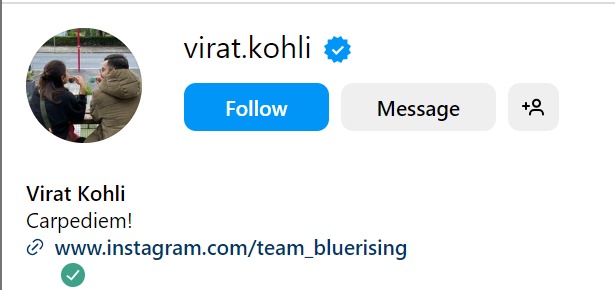 virat.kohli
Follow
Message
Virat Kohli
Carpediem!
www.instagram.com/team_bluerising